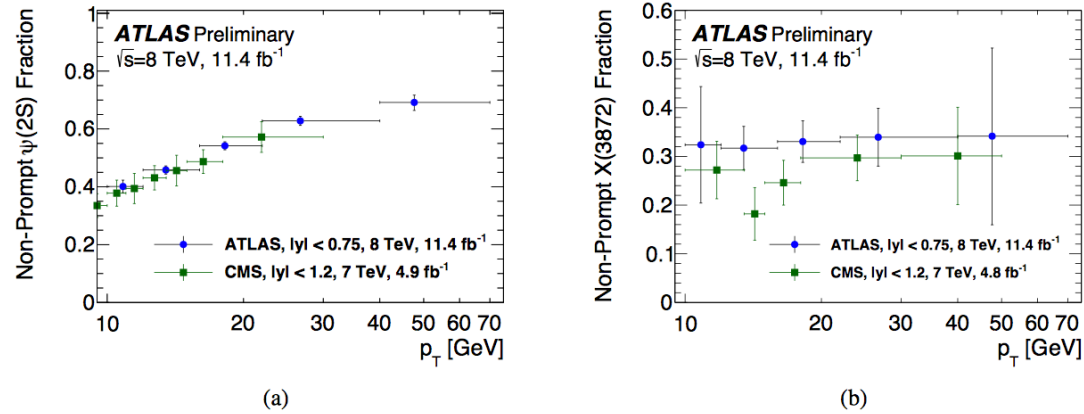 ATLAS Preliminary
√s=8 TeV, 11.4 fb⁻¹
Non-Prompt ψ(2S) Fraction
1
0.8
0.6
0.4
0.2
0
ATLAS, |y| < 0.75, 8 TeV, 11.4 fb⁻¹
CMS, |y| < 1.2, 7 TeV, 4.9 fb⁻¹
10 20 30 40 50 60 70
p_T [GeV]
(a)
ATLAS Preliminary
√s=8 TeV, 11.4 fb⁻¹
Non-Prompt X(3872) Fraction
0.6
0.5
0.4
0.3
0.2
0.1
0
ATLAS, |y| < 0.75, 8 TeV, 11.4 fb⁻¹
CMS, |y| < 1.2, 7 TeV, 4.8 fb⁻¹
10 20 30 40 50 60 70
p_T [GeV]
(b)